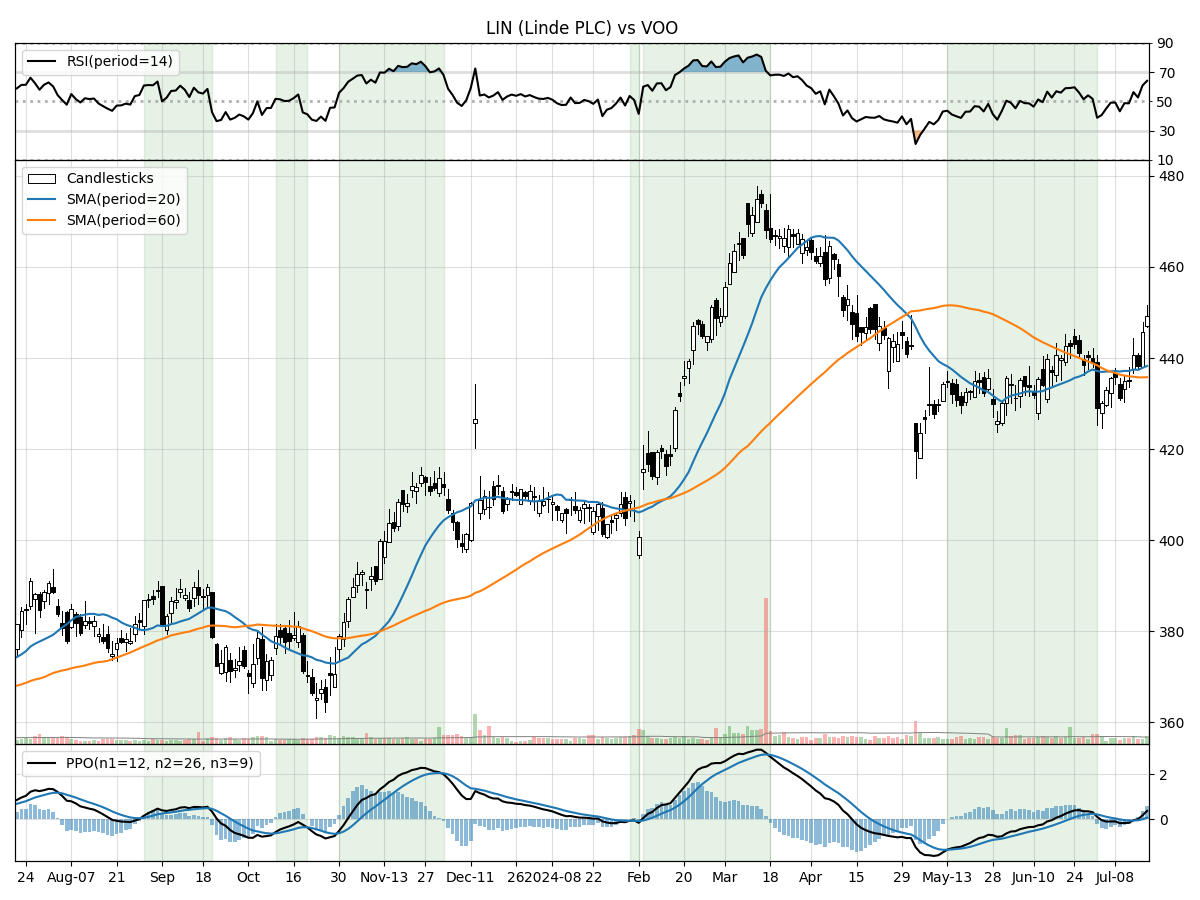 LIN (Linde PLC) vs VOO
RSI(period=14)
90
70
50
30
10
Candlesticks
SMA(period=20)
SMA(period=60)
480
460
440
420
400
380
360
PPO(n1=12, n2=26, n3=9)
2
0
24 Aug-07 21 Sep 18 Oct 16 30 Nov-13 27 Dec-11 26 2024-08 22 Feb 20 Mar 18 Apr 15 29 May-13 28 Jun-10 24 Jul-08